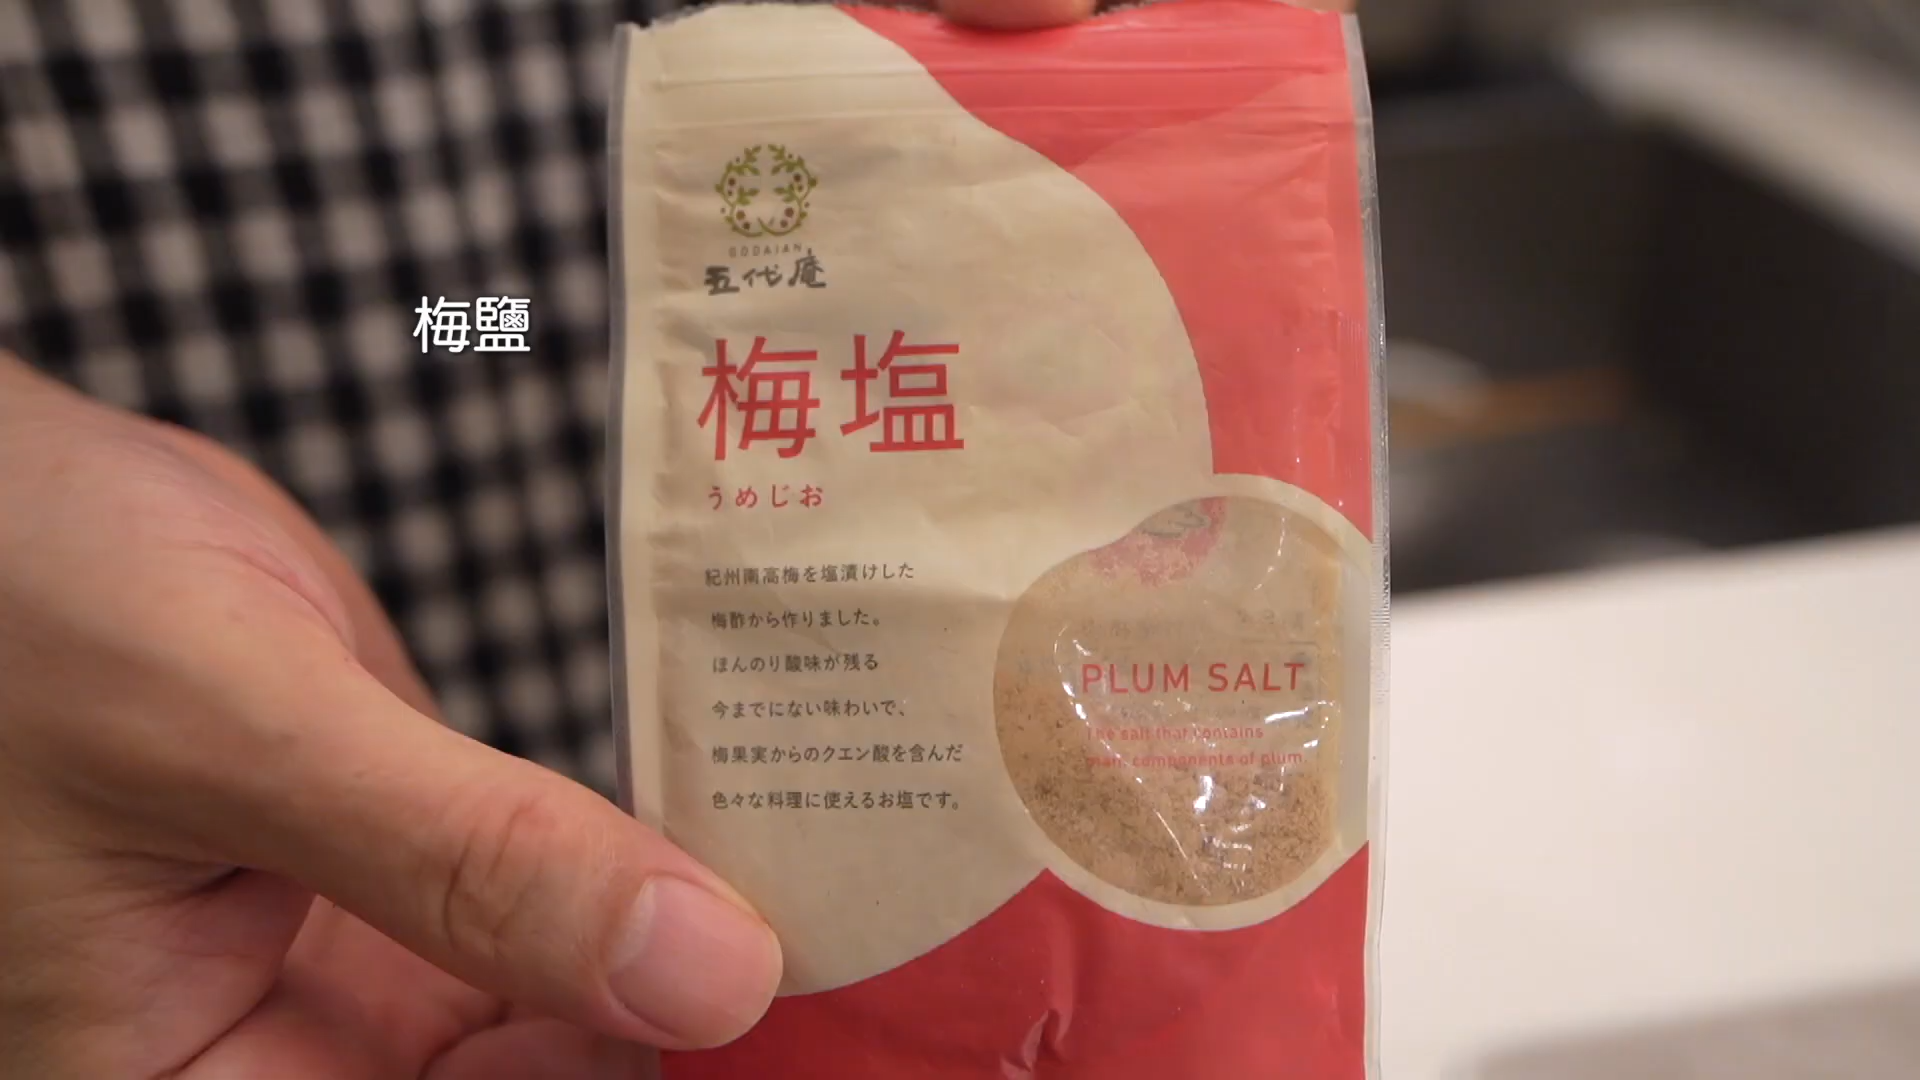 梅鹽
GODAIAN
五代庵
梅塩
うめじお
紀州南高梅を塩漬けした
梅酢から作りました。
ほんのり酸味が残る
今までにない味わいで、
梅果実からのクエン酸を含んだ
色々な料理に使えるお塩です。
PLUM SALT
The salt that contains
components of plum.